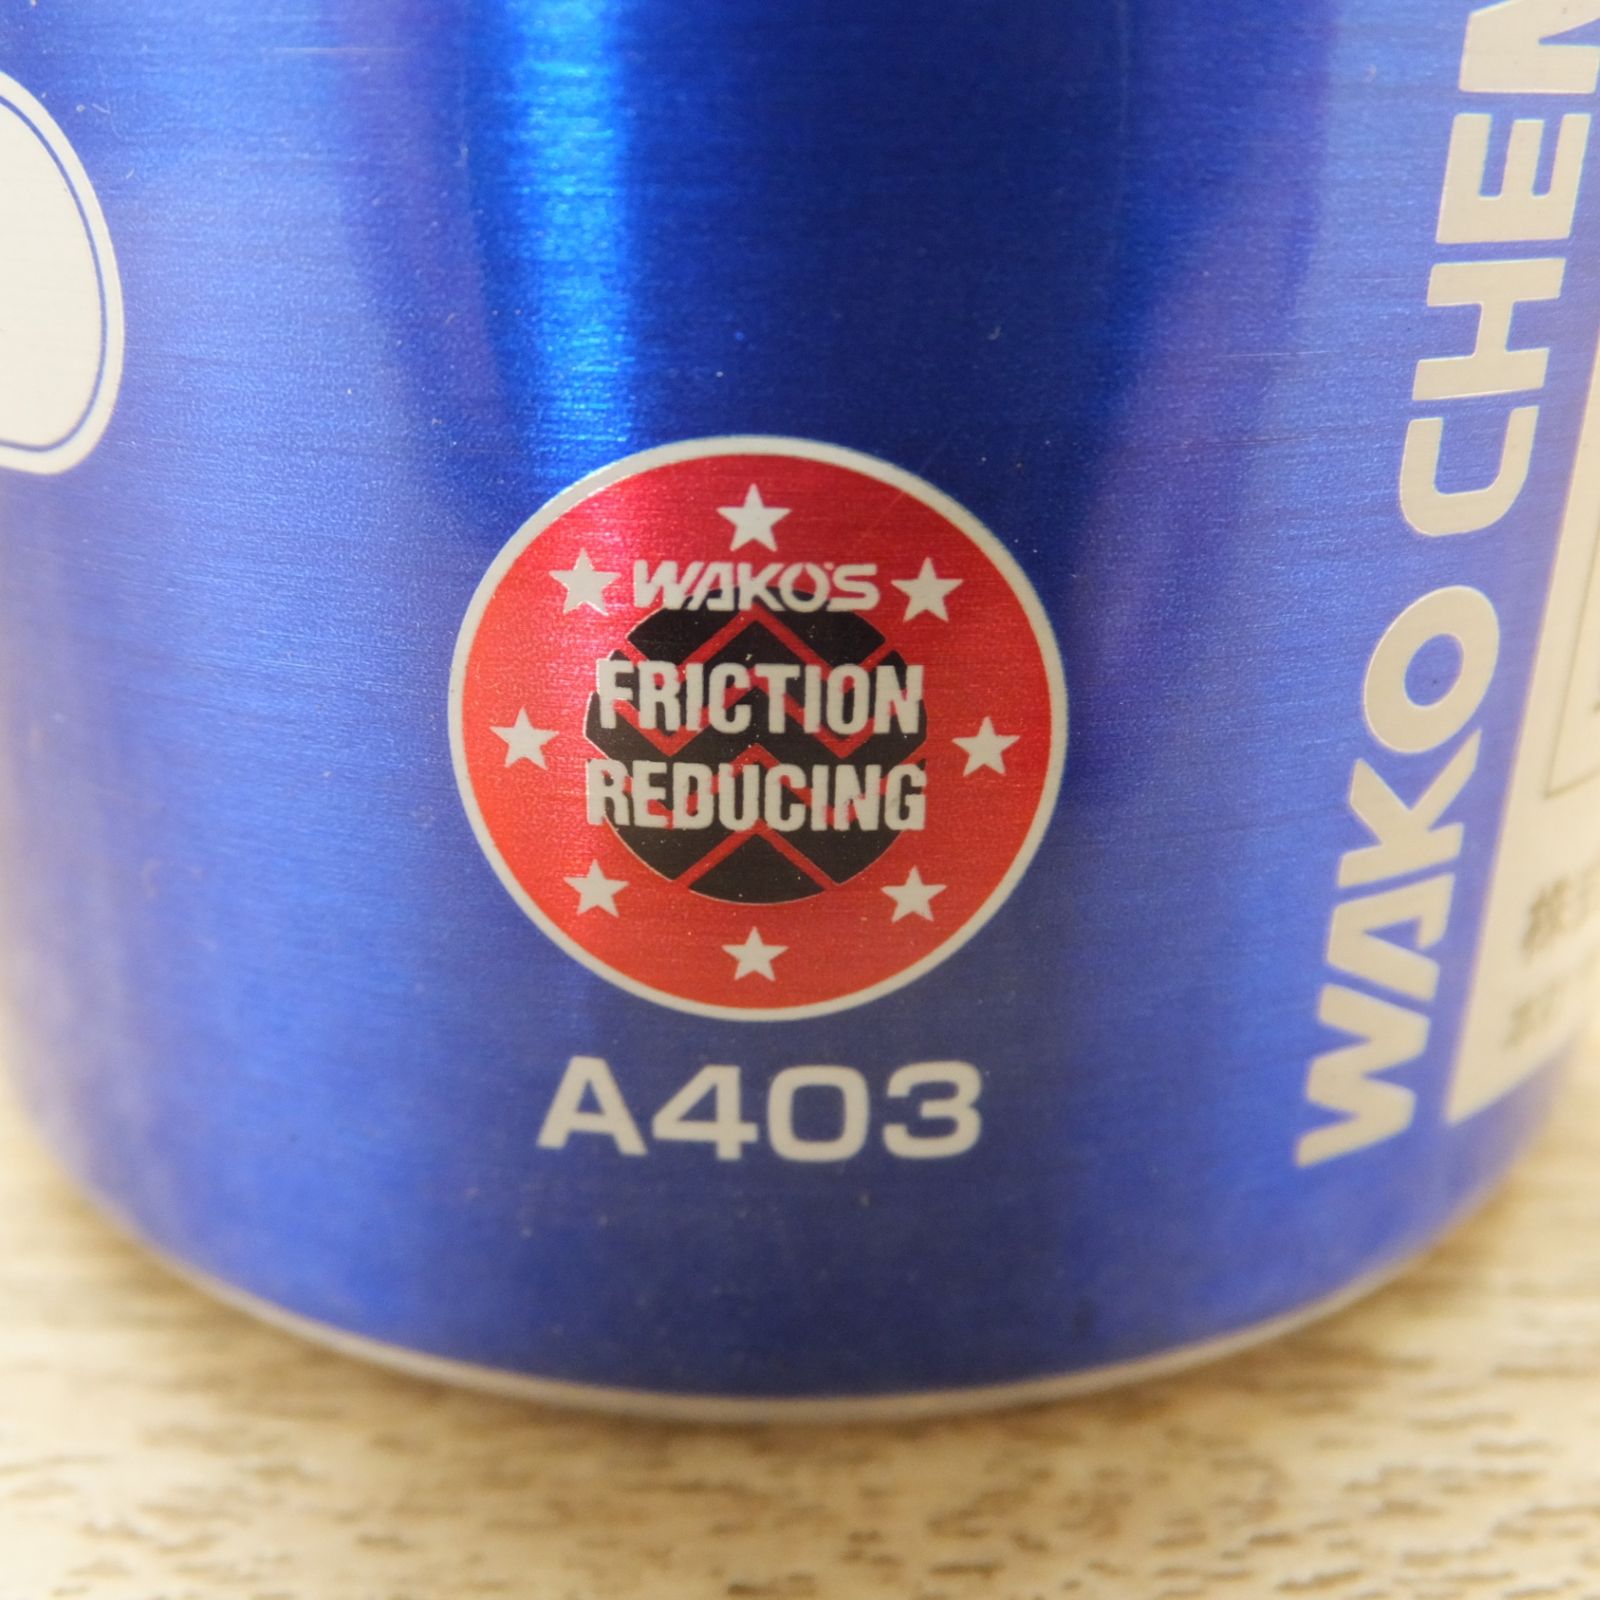 WAKO'S
FRICTION
REDUCING
A403
WAKO CHEM